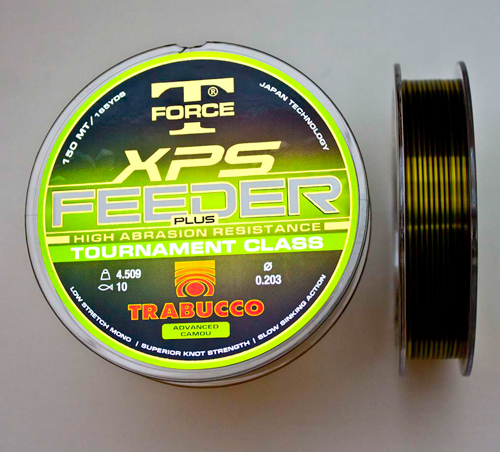 T ®
FORCE
150 MT / 165YDS
JAPAN TECHNOLOGY
XPS
FEEDER
PLUS
HIGH ABRASION RESISTANCE
TOURNAMENT CLASS
4.509
10
Ø
0.203
TRABUCCO
ADVANCED
CAMOU
LOW STRETCH MONO | SUPERIOR KNOT STRENGTH | SLOW SINKING ACTION